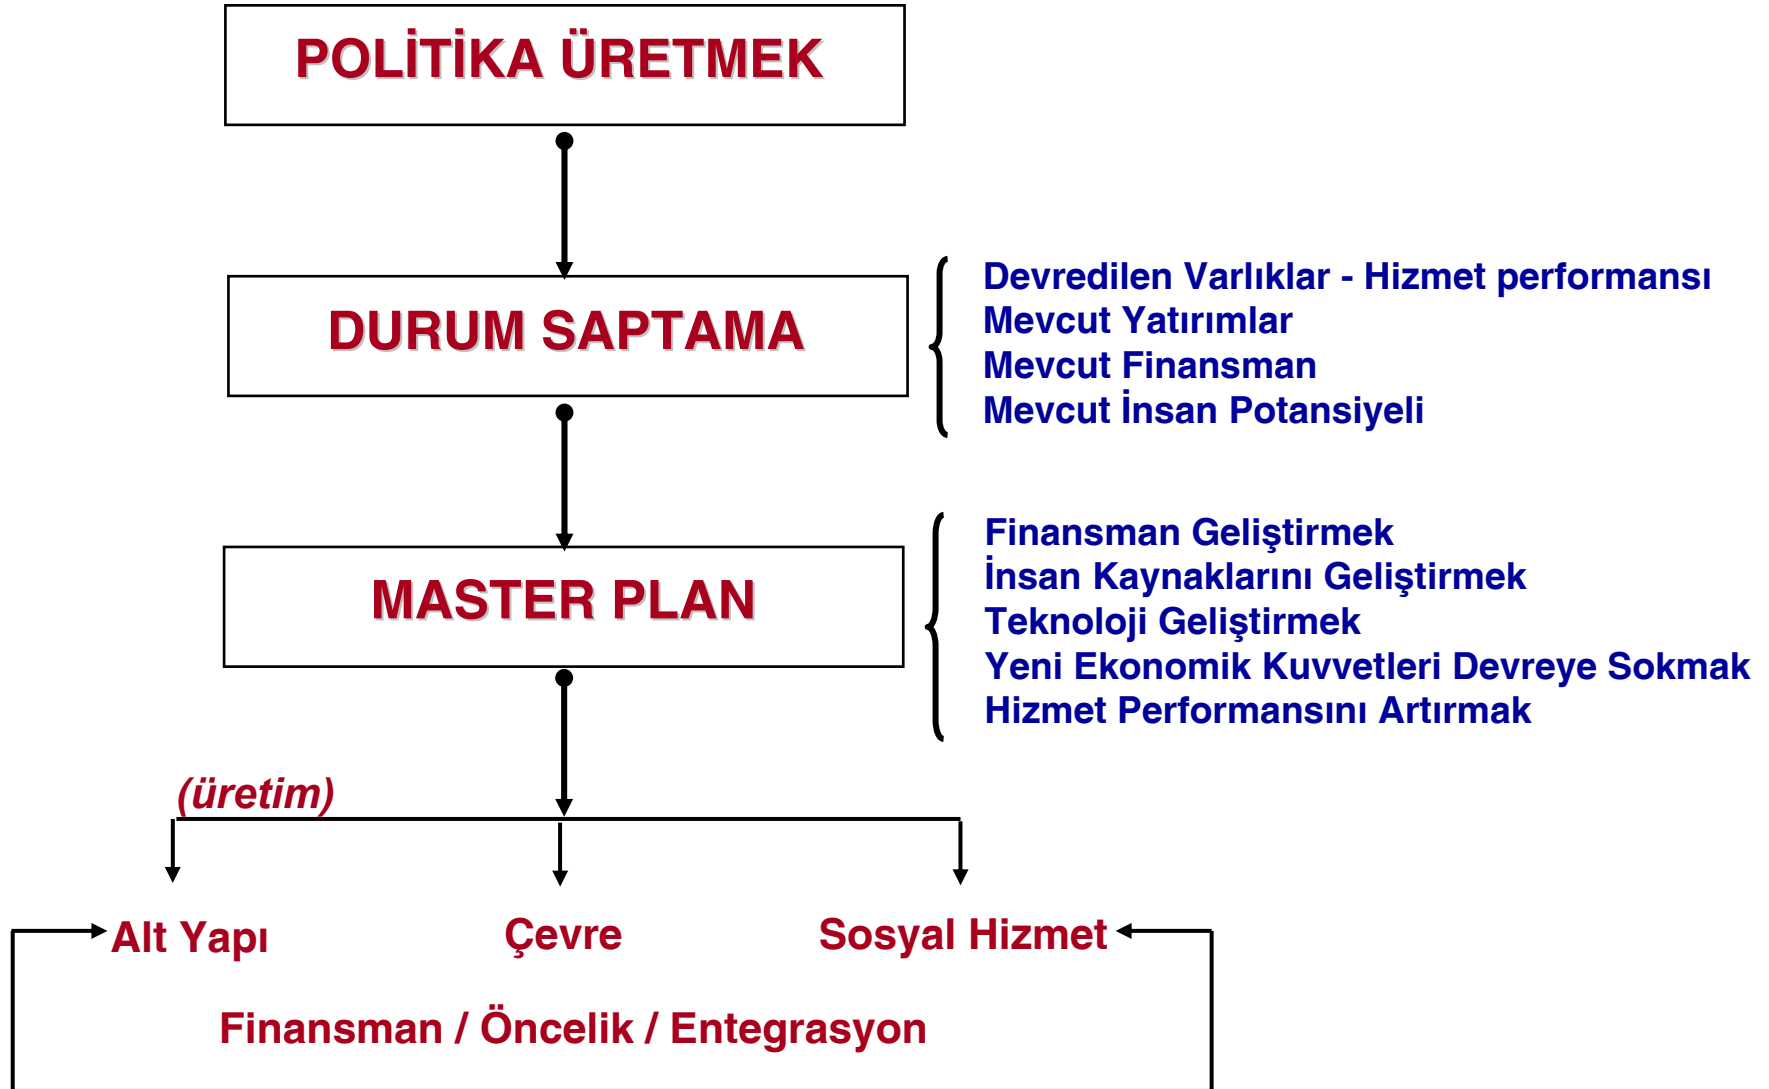 POLİTİKA ÜRETMEK
DURUM SAPTAMA
Devredilen Varlıklar - Hizmet performansı
Mevcut Yatırımlar
Mevcut Finansman
Mevcut İnsan Potansiyeli
MASTER PLAN
Finansman Geliştirmek
İnsan Kaynaklarını Geliştirmek
Teknoloji Geliştirmek
Yeni Ekonomik Kuvvetleri Devreye Sokmak
Hizmet Performansını Artırmak
(üretim)
Alt Yapı Çevre Sosyal Hizmet
Finansman / Öncelik / Entegrasyon